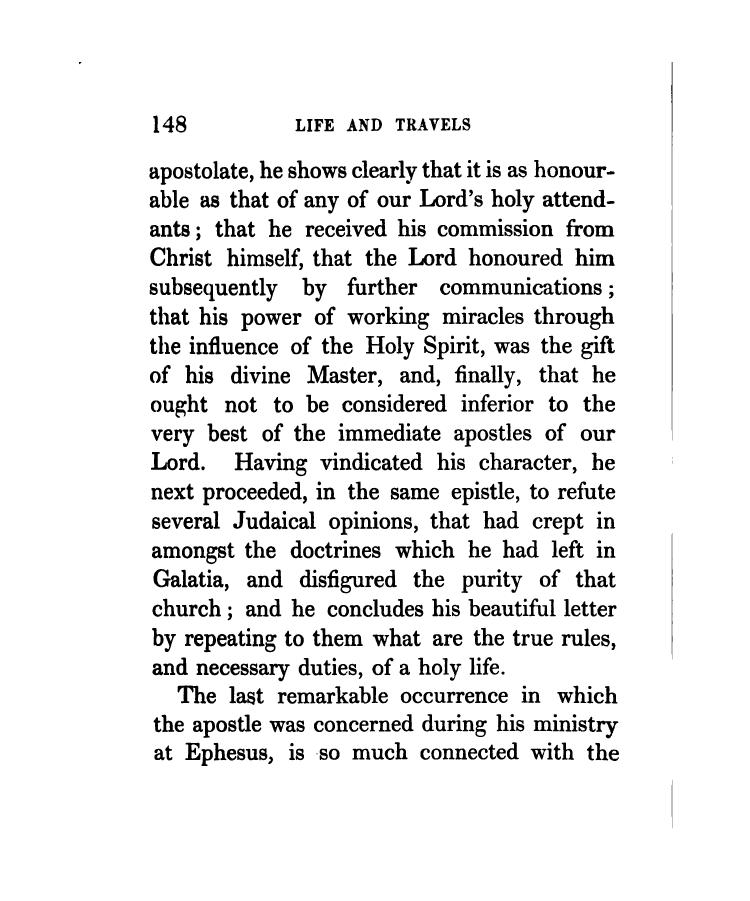 148 LIFE AND TRAVELS
apostolate, he shows clearly that it is as honour-
able as that of any of our Lord's holy attend-
ants; that he received his commission from
Christ himself, that the Lord honoured him
subsequently by further communications;
that his power of working miracles through
the influence of the Holy Spirit, was the gift
of his divine Master, and, finally, that he
ought not to be considered inferior to the
very best of the immediate apostles of our
Lord. Having vindicated his character, he
next proceeded, in the same epistle, to refute
several Judaical opinions, that had crept in
amongst the doctrines which he had left in
Galatia, and disfigured the purity of that
church; and he concludes his beautiful letter
by repeating to them what are the true rules,
and necessary duties, of a holy life.
The last remarkable occurrence in which
the apostle was concerned during his ministry
at Ephesus, is so much connected with the